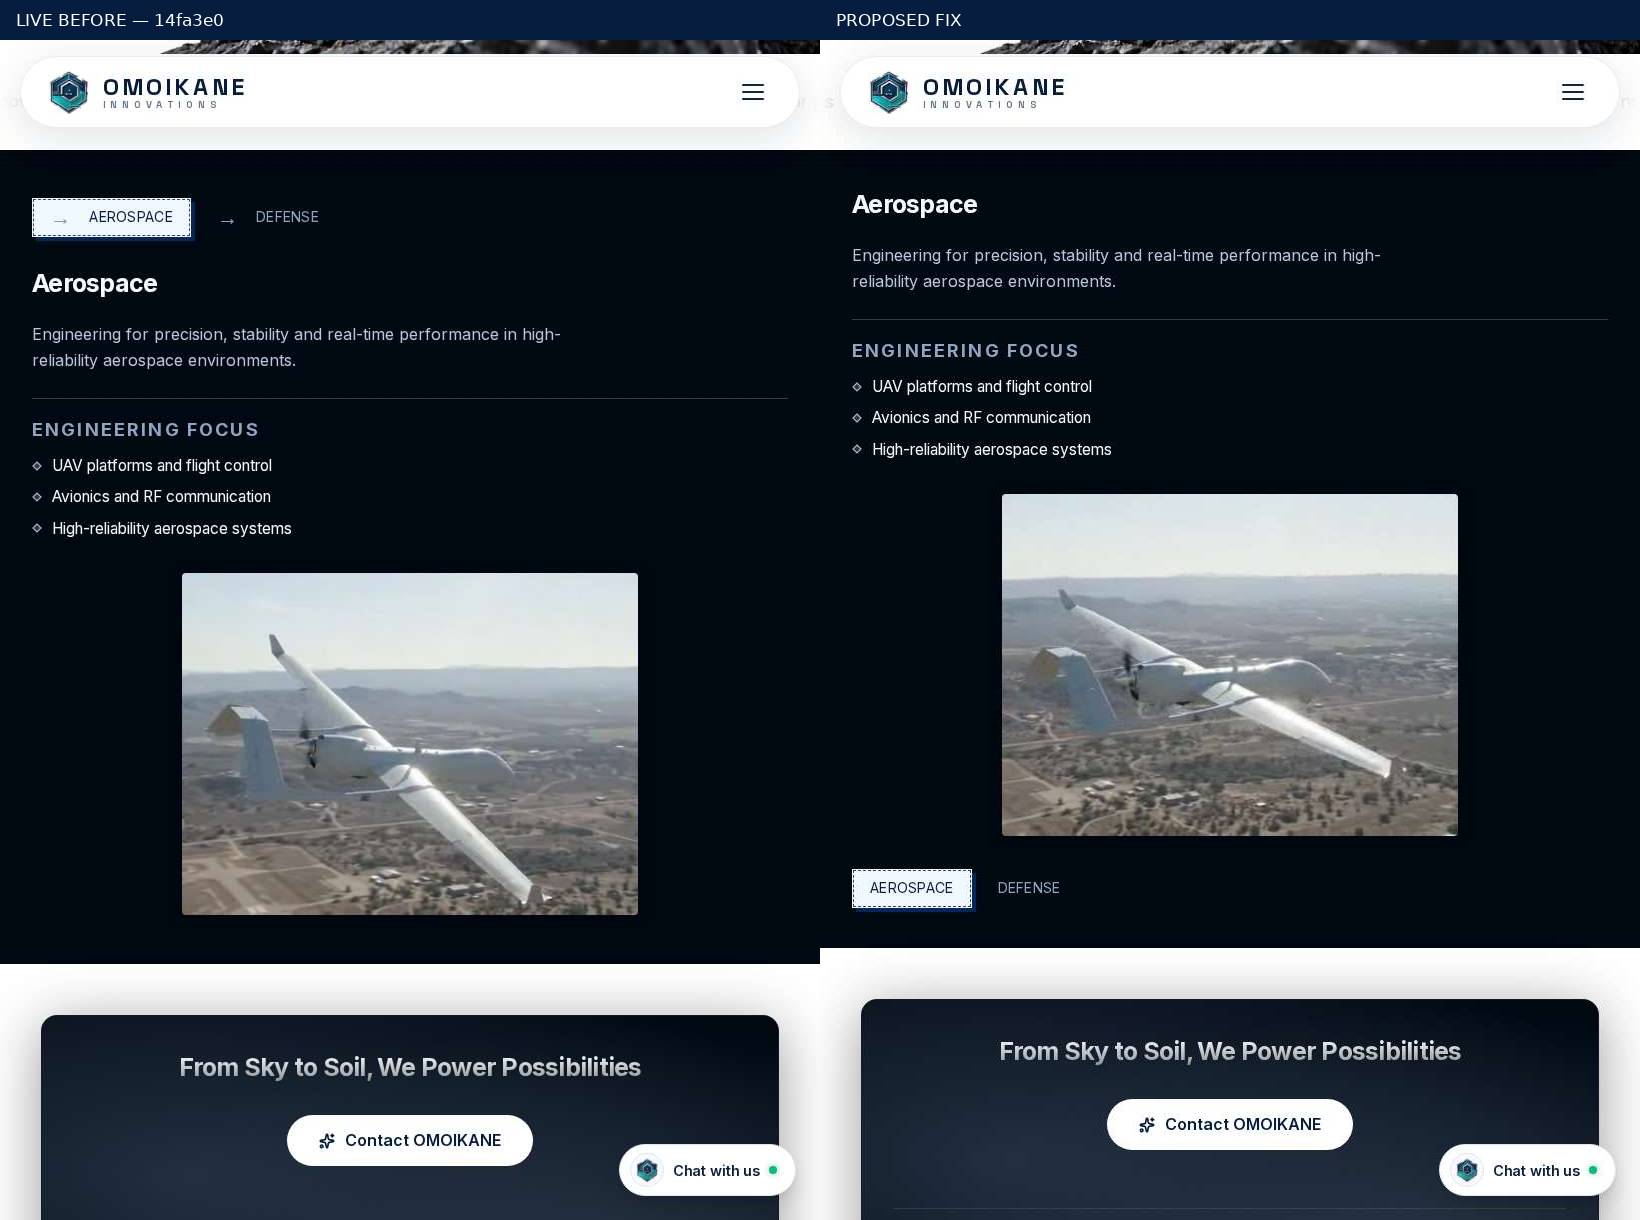 LIVE BEFORE — 14fa3e0
OMOIKANE
INNOVATIONS
→ AEROSPACE
→ DEFENSE
Aerospace
Engineering for precision, stability and real-time performance in high-
reliability aerospace environments.
ENGINEERING FOCUS
UAV platforms and flight control
Avionics and RF communication
High-reliability aerospace systems
From Sky to Soil, We Power Possibilities
Contact OMOIKANE
Chat with us
PROPOSED FIX
OMOIKANE
INNOVATIONS
Aerospace
Engineering for precision, stability and real-time performance in high-
reliability aerospace environments.
ENGINEERING FOCUS
UAV platforms and flight control
Avionics and RF communication
High-reliability aerospace systems
AEROSPACE
DEFENSE
From Sky to Soil, We Power Possibilities
Contact OMOIKANE
Chat with us